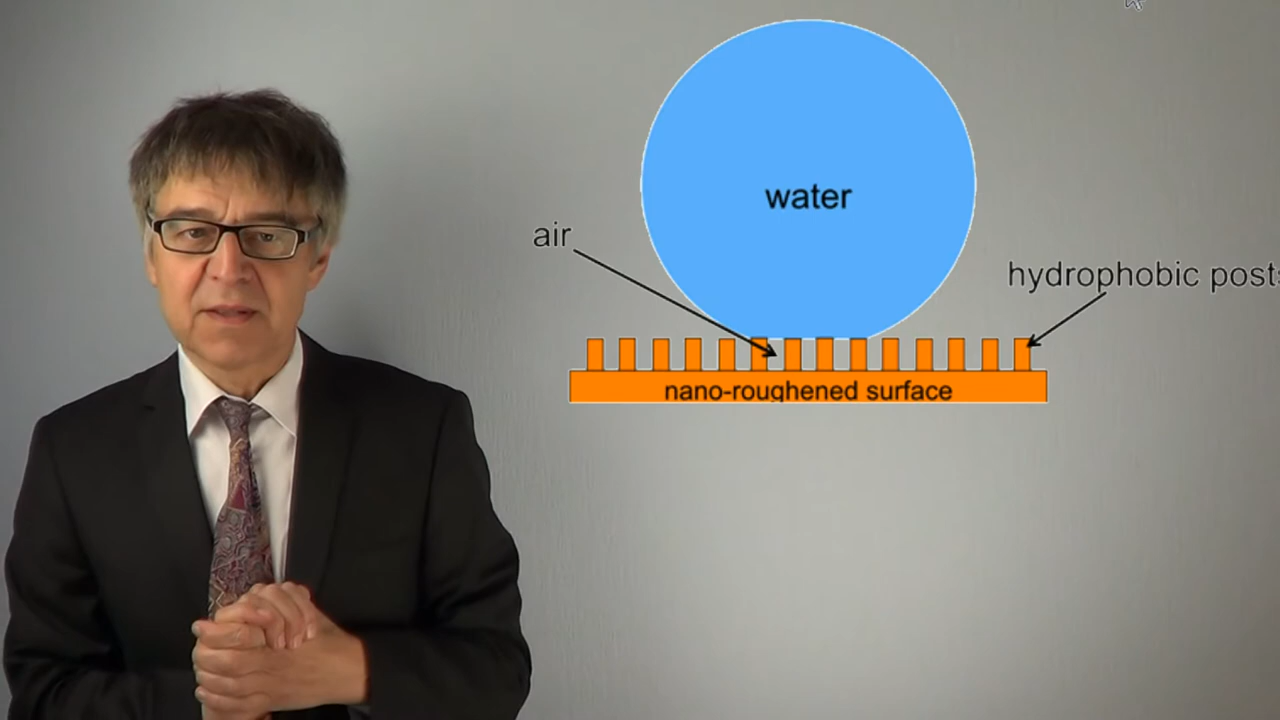 water
air
hydrophobic posts
nano-roughened surface